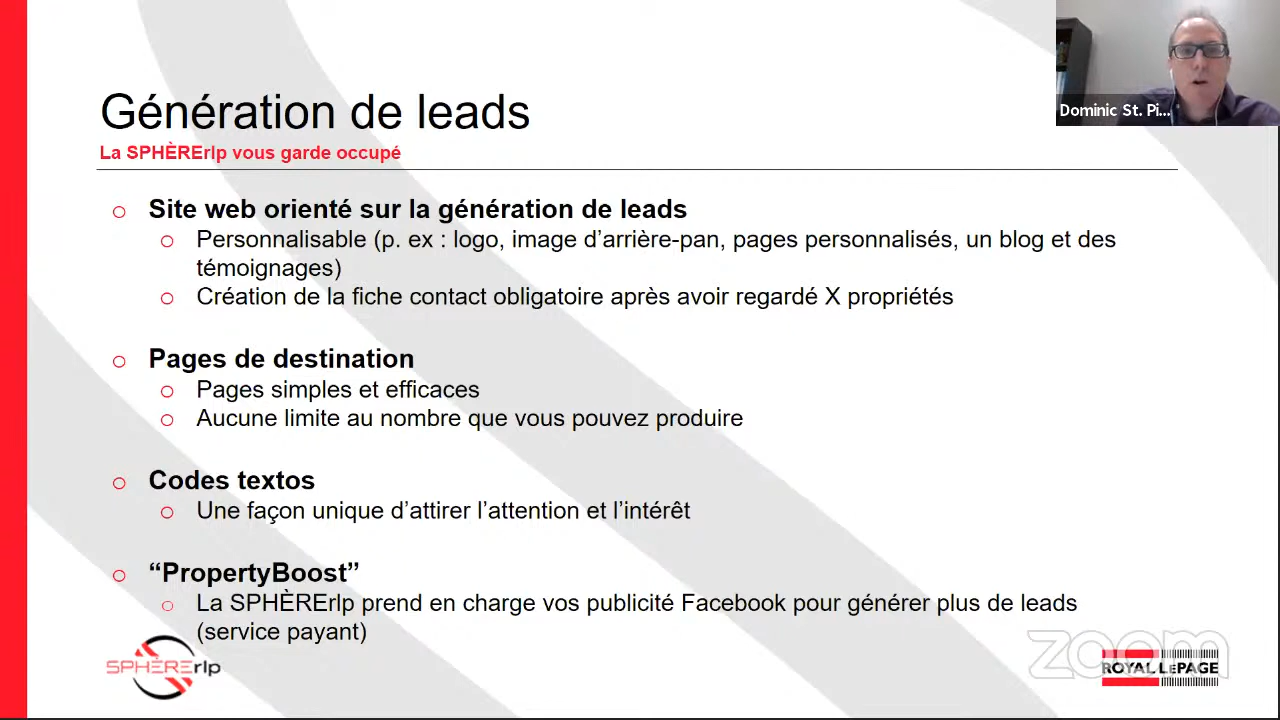 Génération de leads
La SPHÈRErlp vous garde occupé
Dominic St. Pi...
Site web orienté sur la génération de leads
Personnalisable (p. ex : logo, image d’arrière-pan, pages personnalisés, un blog et des
témoignages)
Création de la fiche contact obligatoire après avoir regardé X propriétés
Pages de destination
Pages simples et efficaces
Aucune limite au nombre que vous pouvez produire
Codes textos
Une façon unique d’attirer l’attention et l’intérêt
“PropertyBoost”
La SPHÈRErlp prend en charge vos publicité Facebook pour générer plus de leads
(service payant)
SPHÈRErlp
zoom
ROYAL LEPAGE